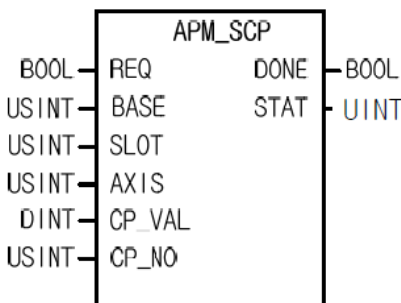 APM_SCP
BOOL REQ DONE BOOL
USINT BASE STAT UINT
USINT SLOT
USINT AXIS
DINT CP_VAL
USINT CP_NO